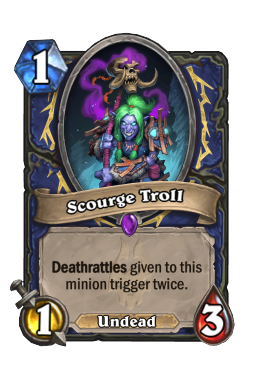 1
Scourge Troll
Deathrattles given to this
minion trigger twice.
1
Undead
3